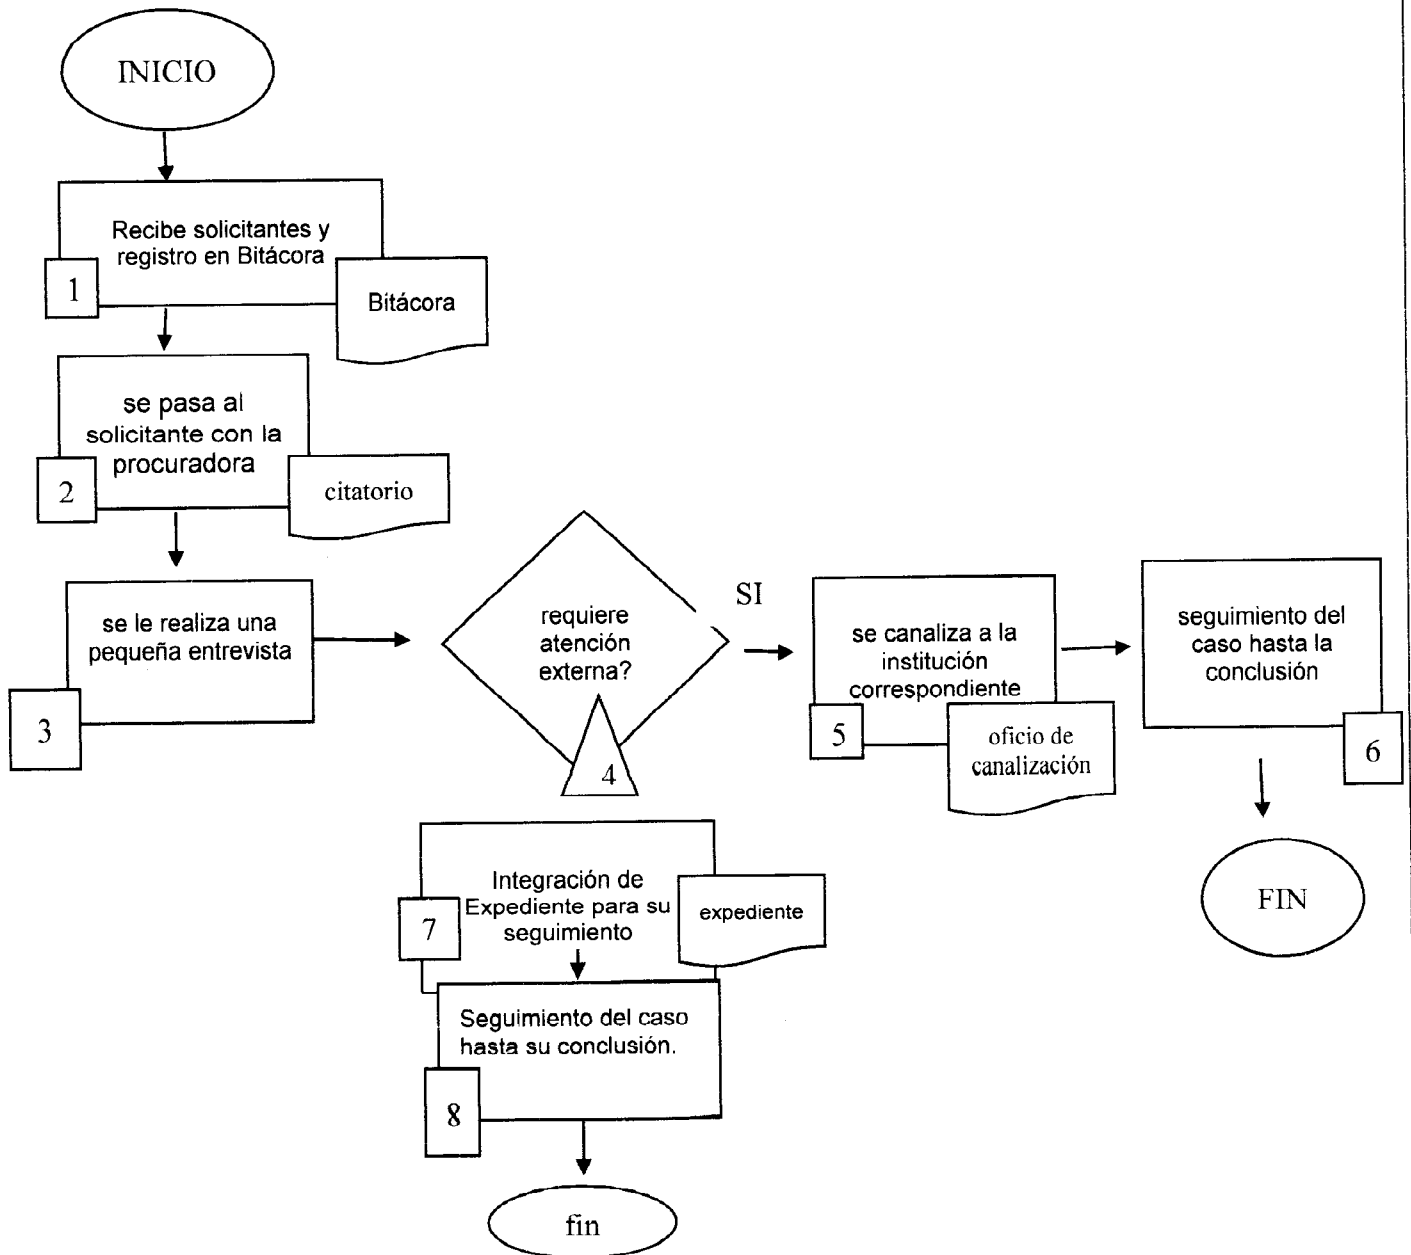 INICIO
Recibe solicitantes y
registro en Bitácora
1
Bitácora
se pasa al
solicitante con la
procuradora
2
citatorio
se le realiza una
pequeña entrevista
3
requiere
atención
externa?
4
SI
se canaliza a la
institución
correspondiente
5
oficio de
canalización
seguimiento del
caso hasta la
conclusión
6
FIN
Integración de
Expediente para su
seguimiento
7
expediente
Seguimiento del caso
hasta su conclusión.
8
fin